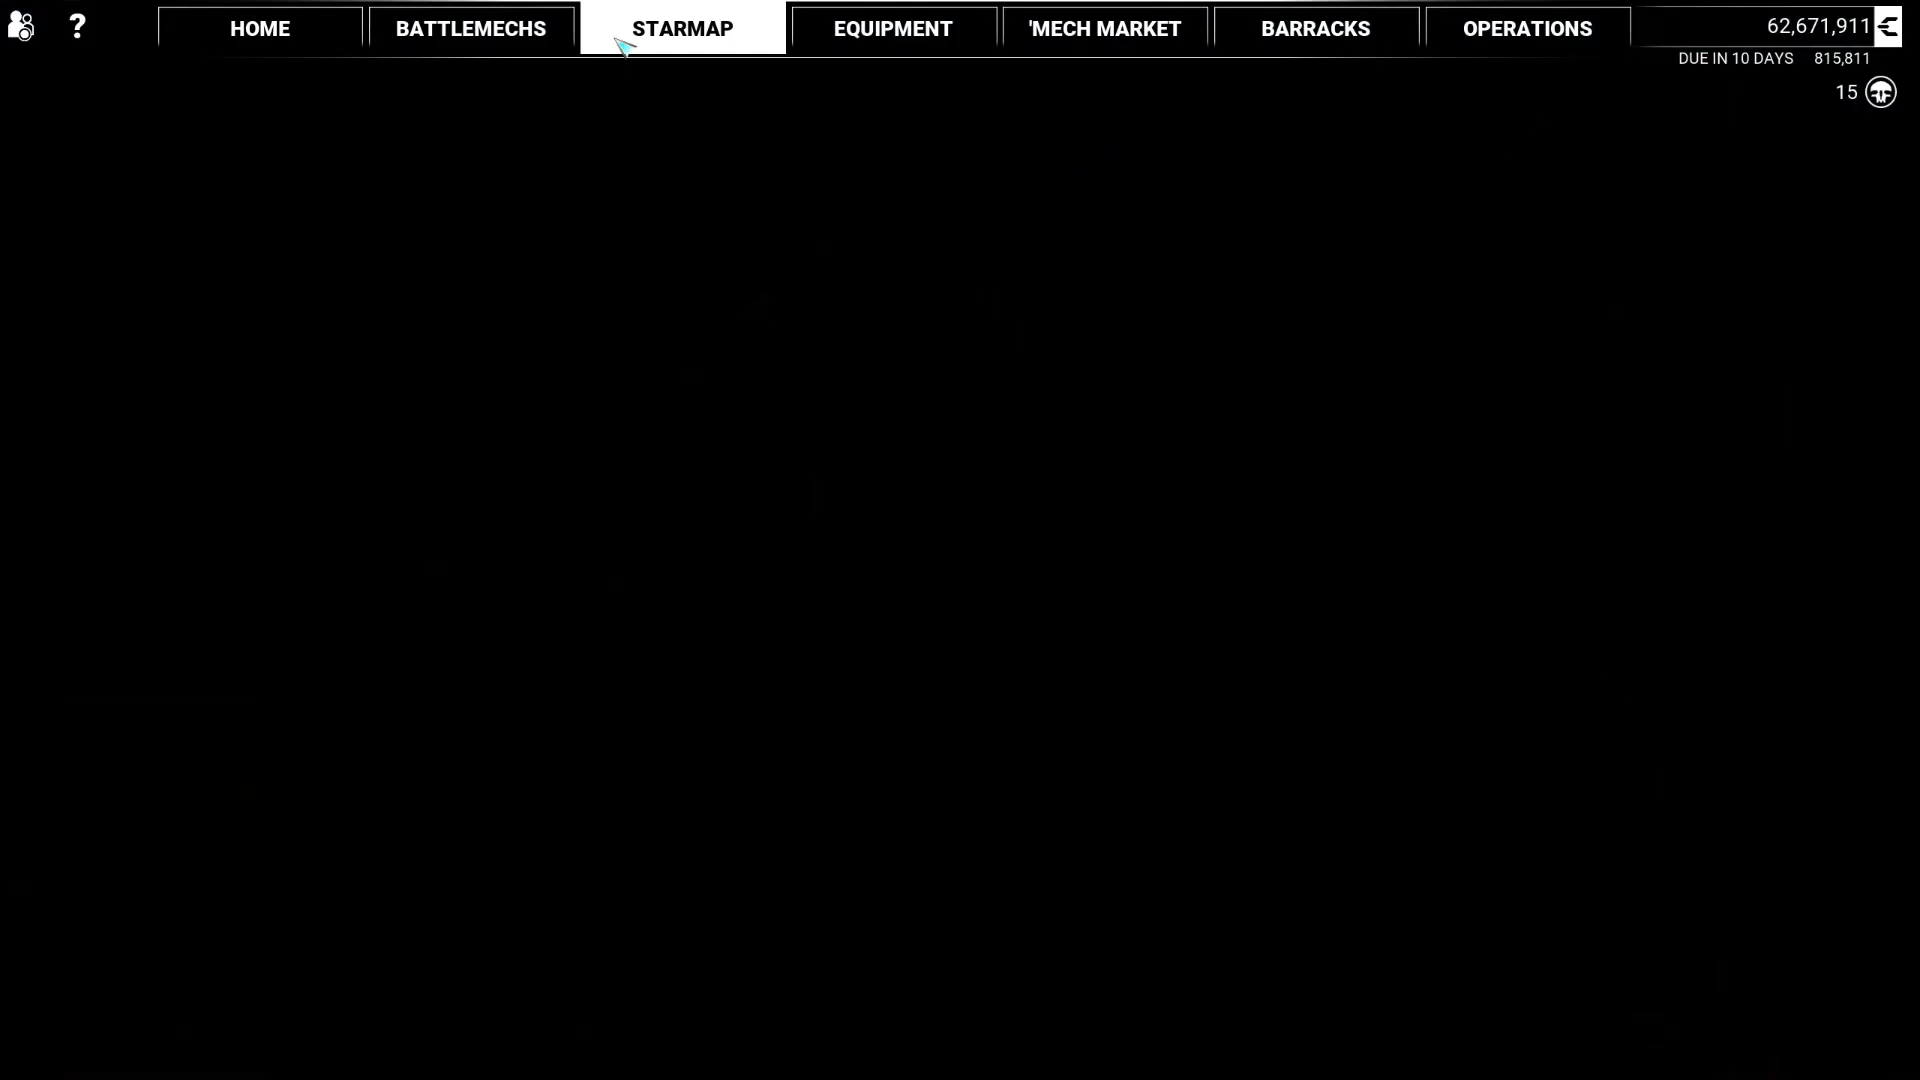 ?
HOME
BATTLEMECHS
STARMAP
EQUIPMENT
'MECH MARKET
BARRACKS
OPERATIONS
62,671,911
DUE IN 10 DAYS 815,811
15